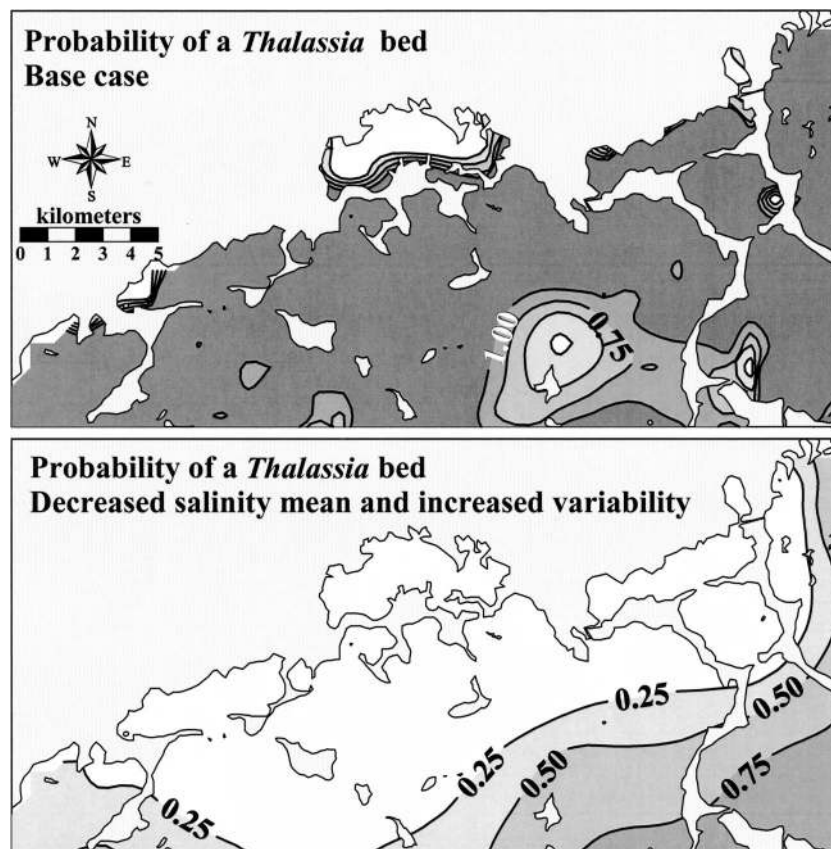 Probability of a Thalassia bed
Base case
N
W E
S
kilometers
0 1 2 3 4 5
1.00
0.75
Probability of a Thalassia bed
Decreased salinity mean and increased variability
0.25
0.50
0.25
0.50
0.75
0.25